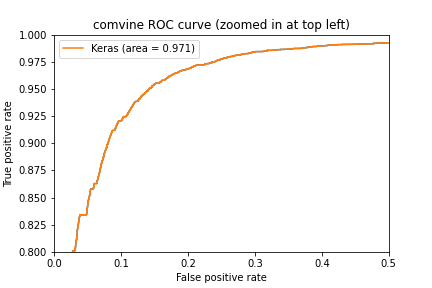 comvine ROC curve (zoomed in at top left)
Keras (area = 0.971)
True positive rate
1.000
0.975
0.950
0.925
0.900
0.875
0.850
0.825
0.800
0.0 0.1 0.2 0.3 0.4 0.5
False positive rate